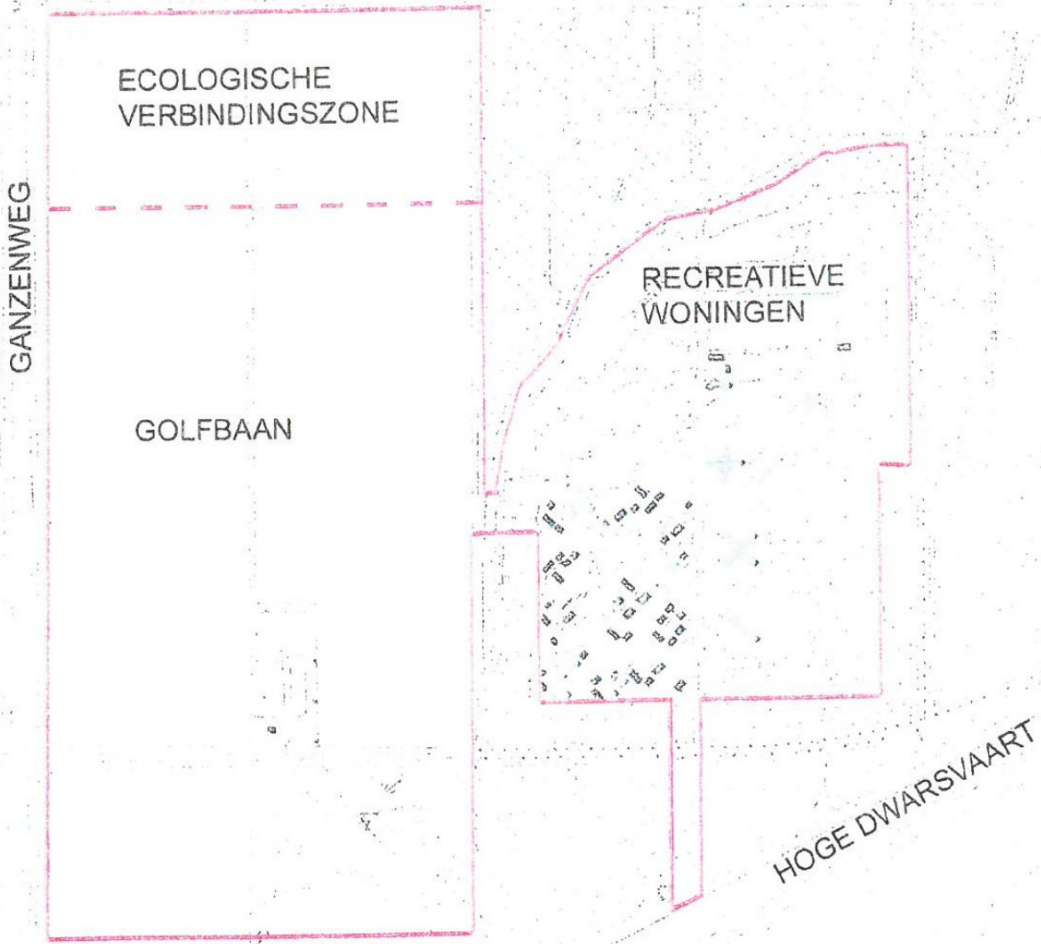 ECOLOGISCHE
VERBINDINGSZONE
GANZENWEG
RECREATIEVE
WONINGEN
GOLFBAAN
HOGE DWARSVAART